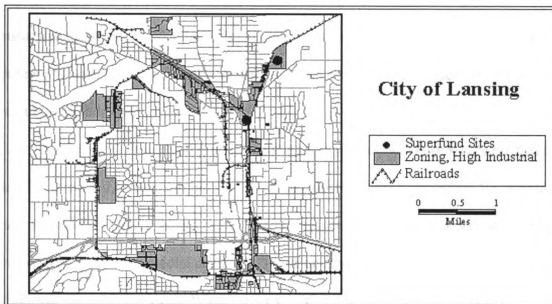 City of Lansing
Superfund Sites
Zoning, High Industrial
Railroads
0 0.5 1
Miles